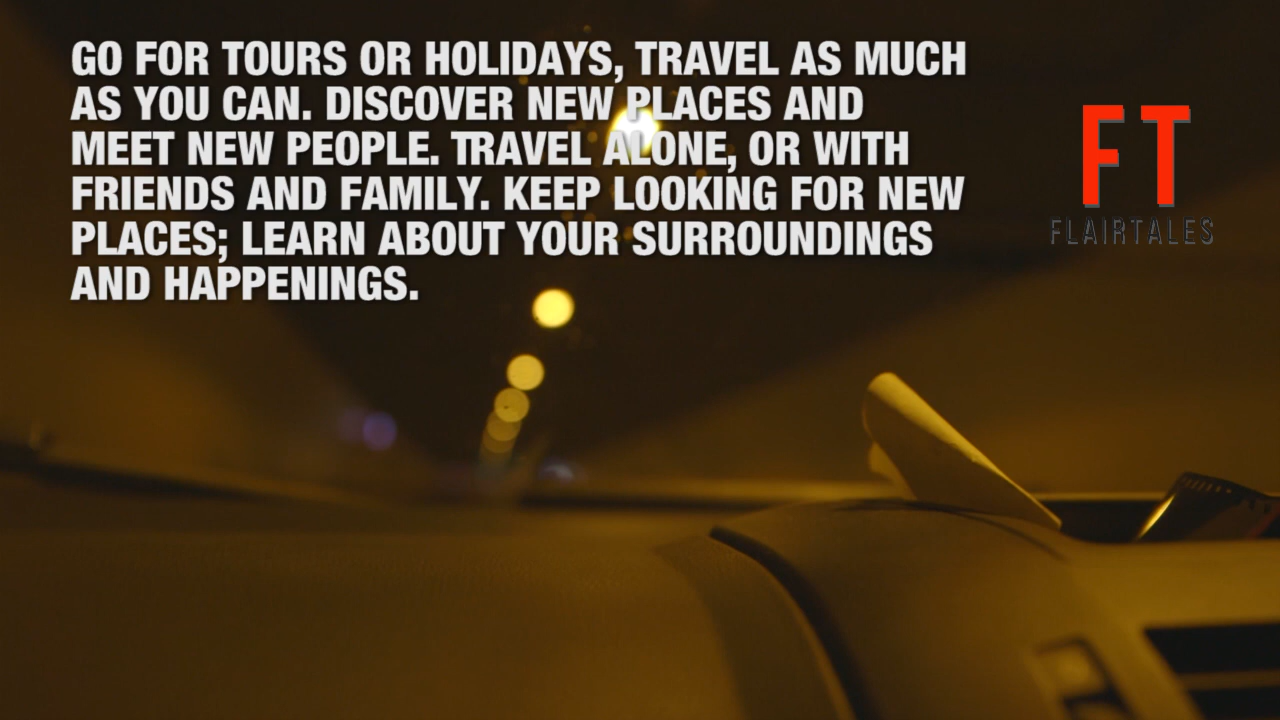 GO FOR TOURS OR HOLIDAYS, TRAVEL AS MUCH
AS YOU CAN. DISCOVER NEW PLACES AND
MEET NEW PEOPLE. TRAVEL ALONE, OR WITH
FRIENDS AND FAMILY. KEEP LOOKING FOR NEW
PLACES; LEARN ABOUT YOUR SURROUNDINGS
AND HAPPENINGS.
FT
FLAIRTALES